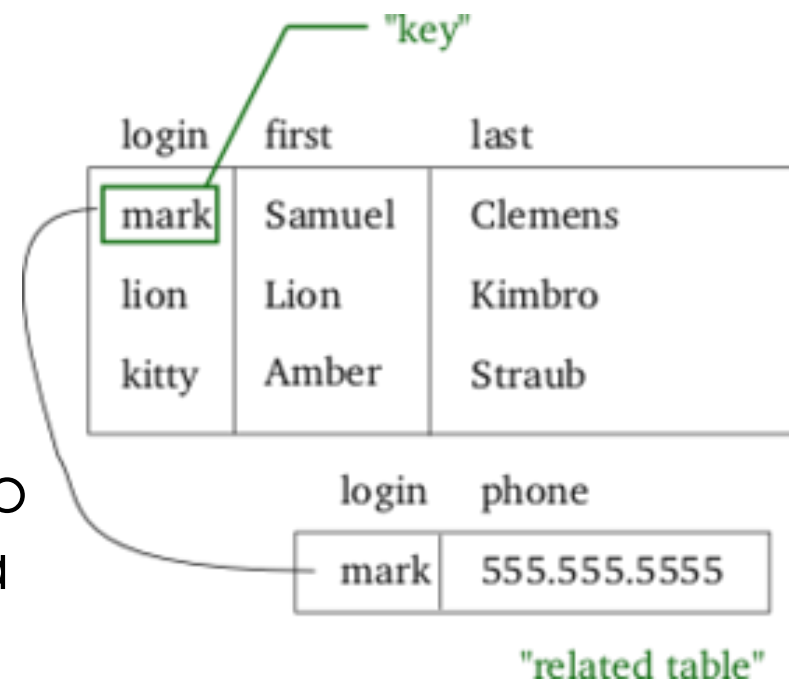 "key"
login first last
mark Samuel Clemens
lion Lion Kimbro
kitty Amber Straub
login phone
mark 555.555.5555
"related table"